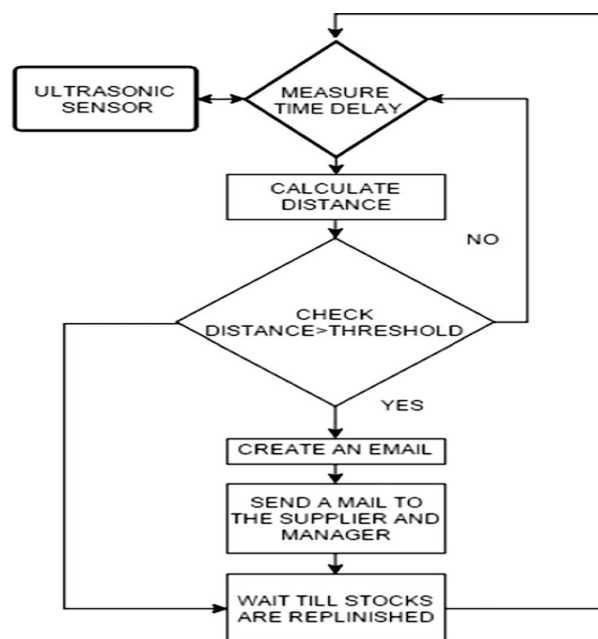 ULTRASONIC
SENSOR
MEASURE
TIME DELAY
CALCULATE
DISTANCE
NO
CHECK
DISTANCE>THRESHOLD
YES
CREATE AN EMAIL
SEND A MAIL TO
THE SUPPLIER AND
MANAGER
WAIT TILL STOCKS
ARE REPLINISHED